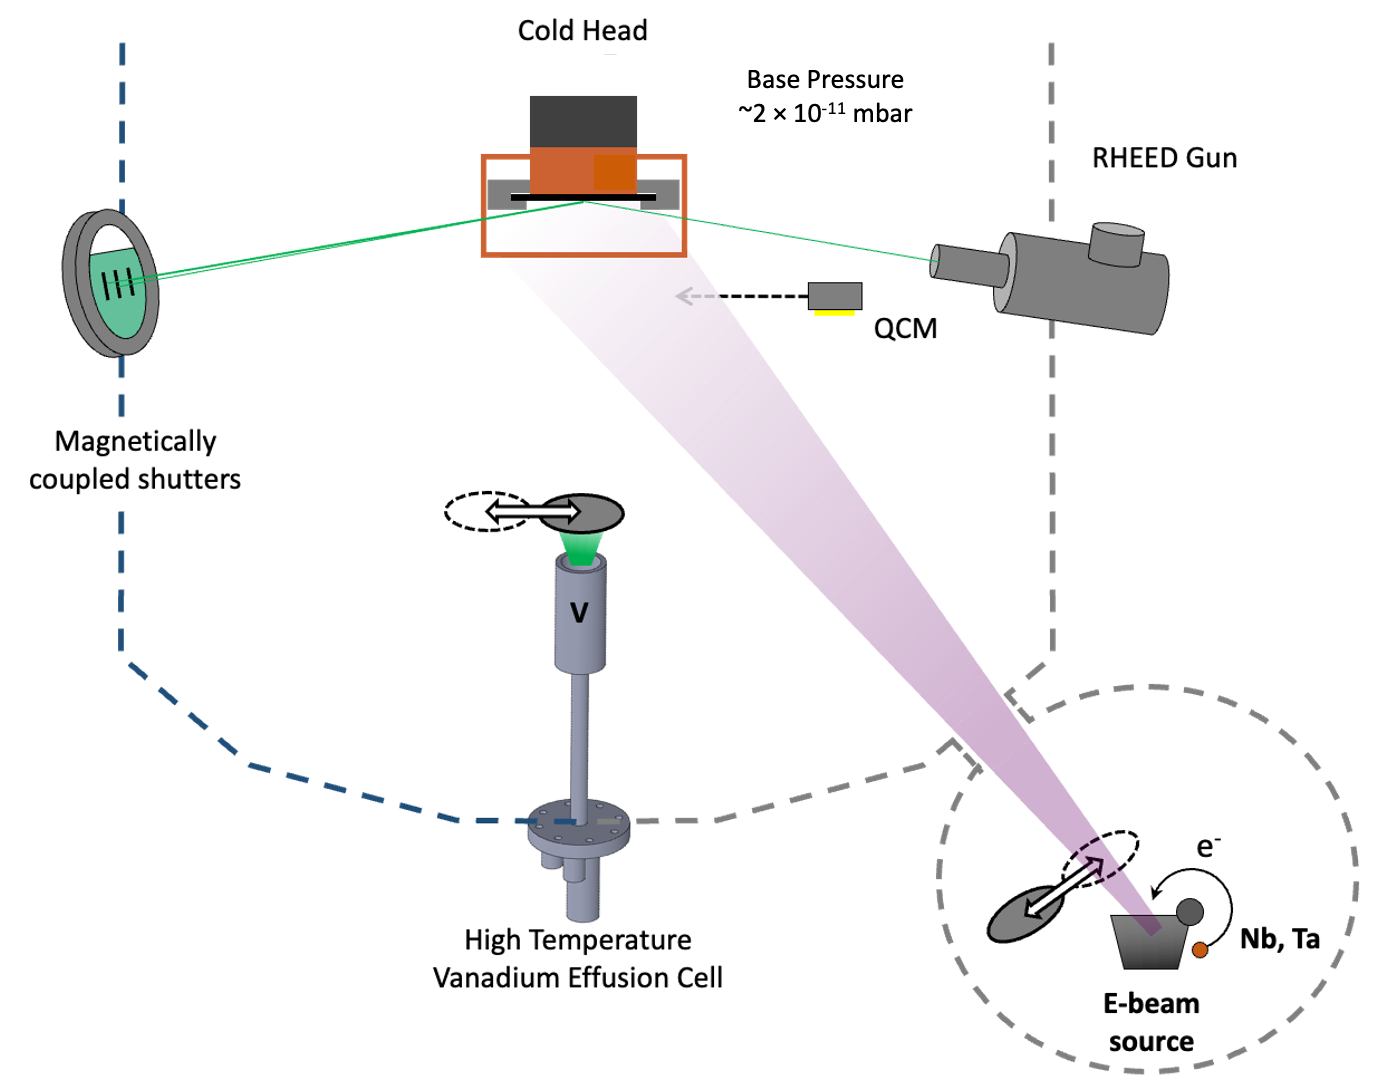 Cold Head
Base Pressure
~2 × 10⁻¹¹ mbar
RHEED Gun
QCM
Magnetically
coupled shutters
V
High Temperature
Vanadium Effusion Cell
e⁻
Nb, Ta
E-beam
source